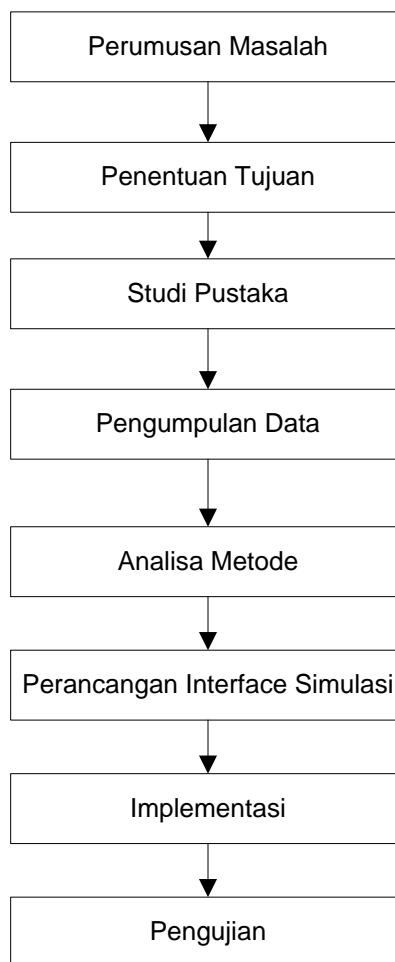 Perumusan Masalah
Penentuan Tujuan
Studi Pustaka
Pengumpulan Data
Analisa Metode
Perancangan Interface Simulasi
Implementasi
Pengujian